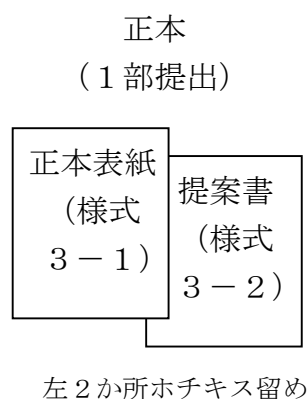 正本
（１部提出）
正本表紙
（様式
３－１）
提案書
（様式
３－２）
左２か所ホチキス留め